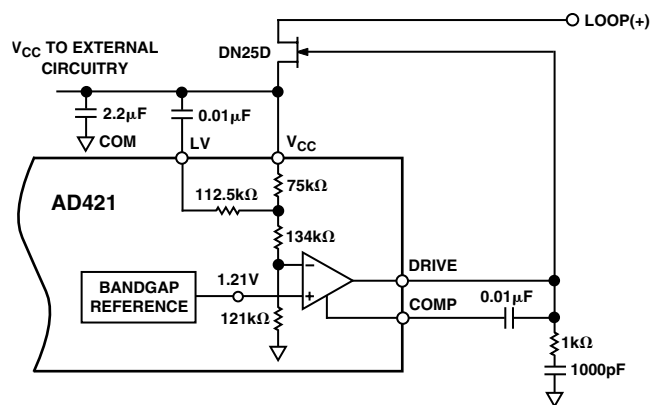 LOOP(+)
DN25D
V_CC TO EXTERNAL
CIRCUITRY
2.2μF
0.01μF
COM
LV
V_CC
112.5kΩ
75kΩ
AD421
134kΩ
DRIVE
BANDGAP
REFERENCE
1.21V
−
+
COMP
0.01μF
121kΩ
1kΩ
1000pF